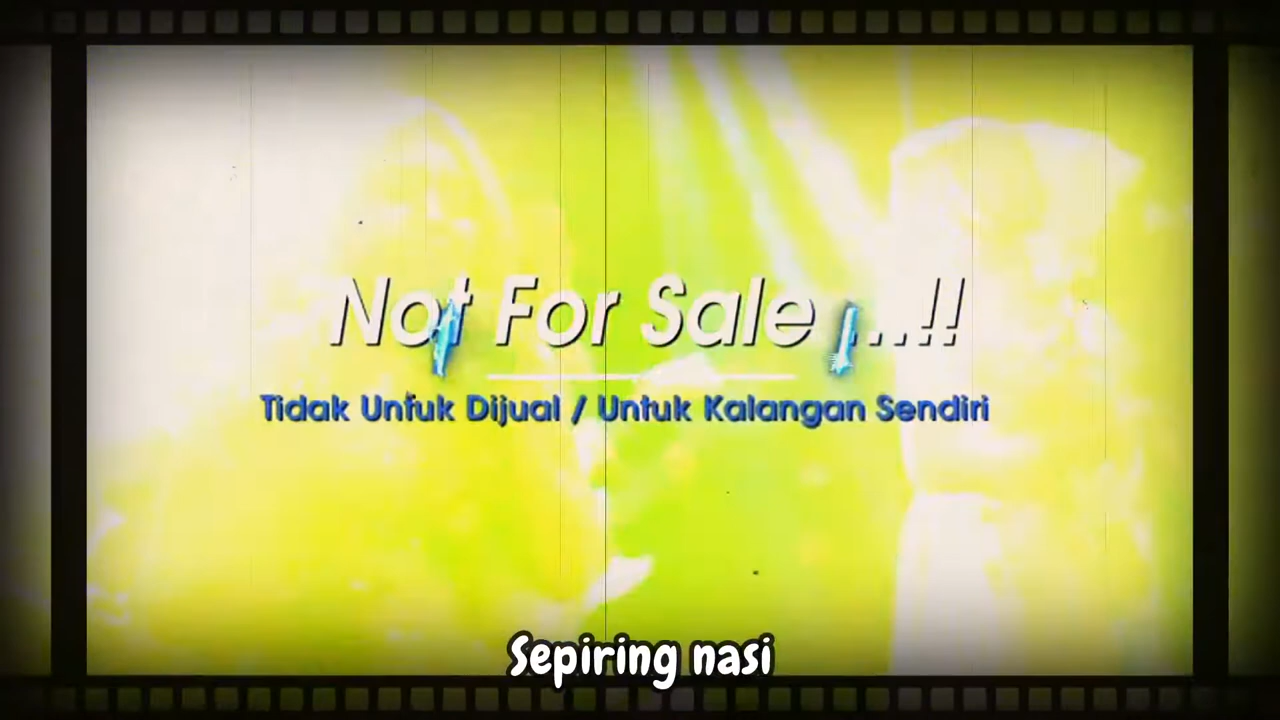 Not For Sale ....!!
Tidak Untuk Dijual / Untuk Kalangan Sendiri
Sepiring nasi